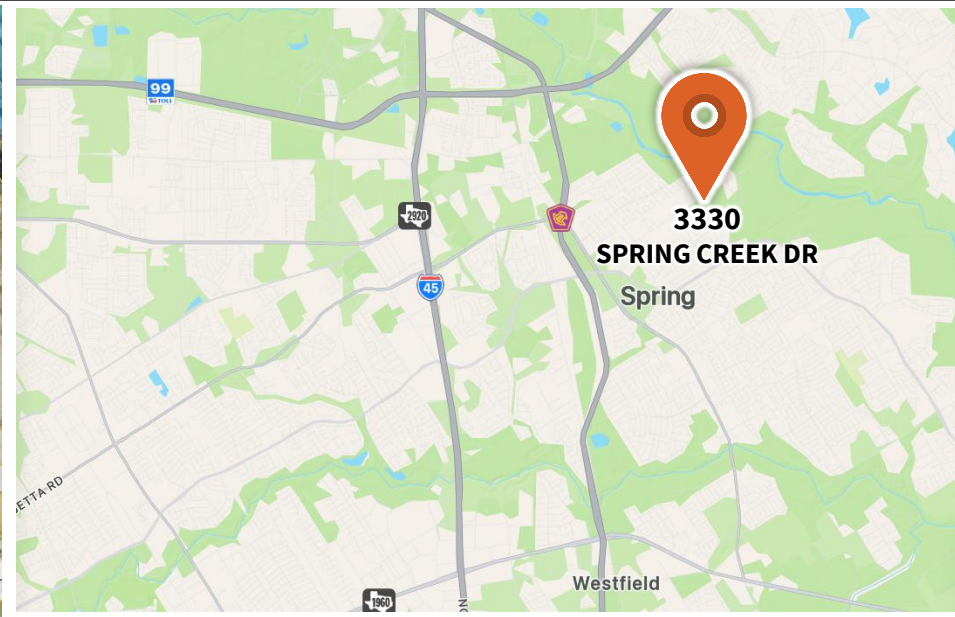 99
TOLL
2920
3330
SPRING CREEK DR
45
Spring
ETTA RD
Westfield
1960